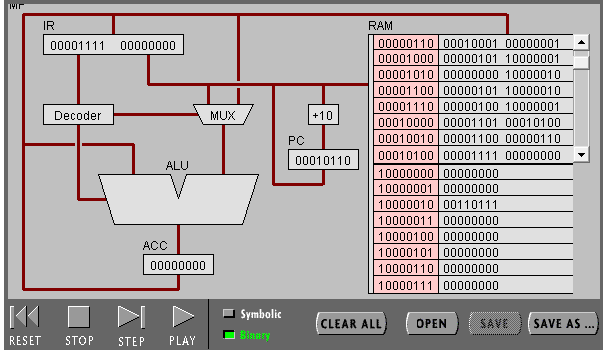 MP
IR
00001111 00000000
Decoder
MUX
+10
PC
00010110
ALU
ACC
00000000
RAM
00000110 00010001 00000001
00001000 00000101 10000001
00001010 00000000 10000010
00001100 00000101 10000010
00001110 00000100 10000001
00010000 00001101 00010100
00010010 00001100 00000110
00010100 00001111 00000000
10000000 00000000
10000001 00000000
10000010 00110111
10000011 00000000
10000100 00000000
10000101 00000000
10000110 00000000
10000111 00000000
RESET
STOP
STEP
PLAY
Symbolic
Binary
CLEAR ALL
OPEN
SAVE
SAVE AS ...